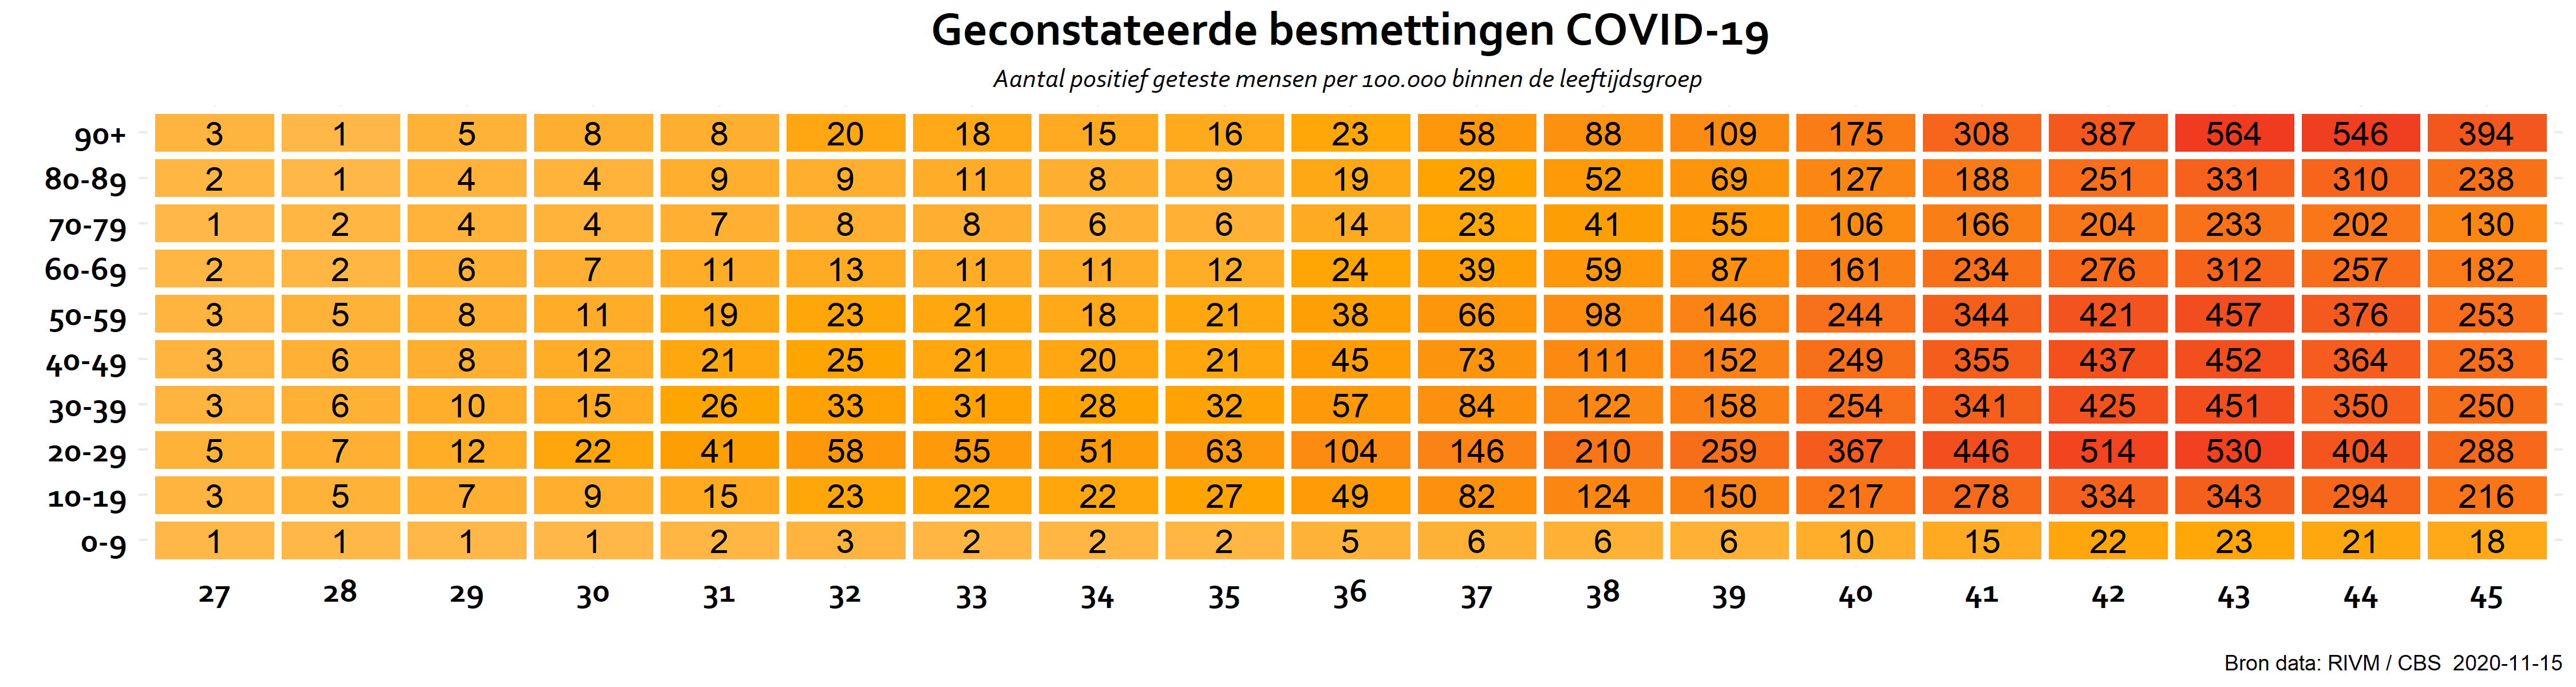 Geconstateerde besmettingen COVID-19
Aantal positief geteste mensen per 100.000 binnen de leeftijdsgroep
90+ 3 1 5 8 8 20 18 15 16 23 58 88 109 175 308 387 564 546 394
80-89 2 1 4 4 9 9 11 8 9 19 29 52 69 127 188 251 331 310 238
70-79 1 2 4 4 7 8 8 6 6 14 23 41 55 106 166 204 233 202 130
60-69 2 2 6 7 11 13 11 11 12 24 39 59 87 161 234 276 312 257 182
50-59 3 5 8 11 19 23 21 18 21 38 66 98 146 244 344 421 457 376 253
40-49 3 6 8 12 21 25 21 20 21 45 73 111 152 249 355 437 452 364 253
30-39 3 6 10 15 26 33 31 28 32 57 84 122 158 254 341 425 451 350 250
20-29 5 7 12 22 41 58 55 51 63 104 146 210 259 367 446 514 530 404 288
10-19 3 5 7 9 15 23 22 22 27 49 82 124 150 217 278 334 343 294 216
0-9 1 1 1 1 2 3 2 2 2 5 6 6 6 10 15 22 23 21 18
27 28 29 30 31 32 33 34 35 36 37 38 39 40 41 42 43 44 45
Bron data: RIVM / CBS 2020-11-15